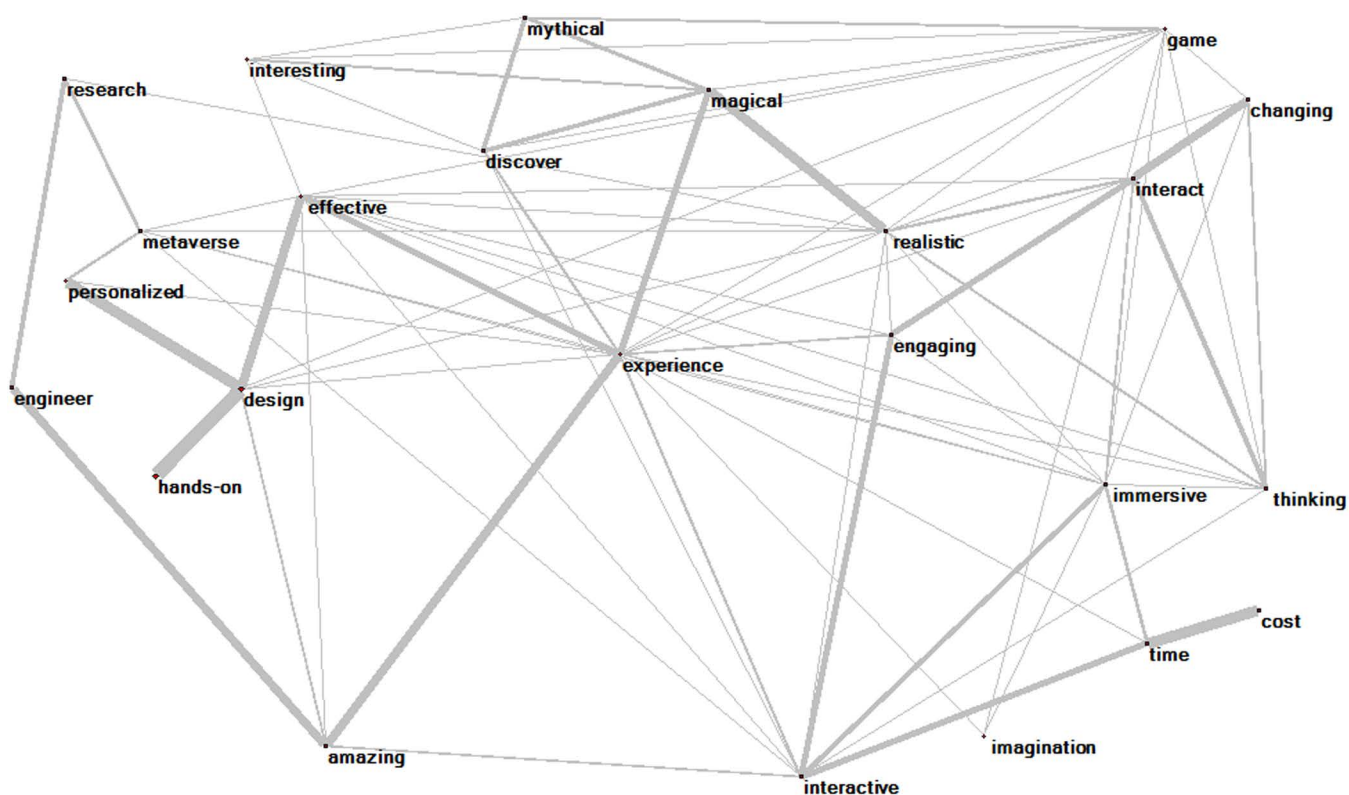 mythical
game
interesting
research
magical
changing
discover
interact
effective
metaverse
realistic
personalized
engaging
experience
engineer
design
hands-on
immersive
thinking
cost
time
imagination
amazing
interactive